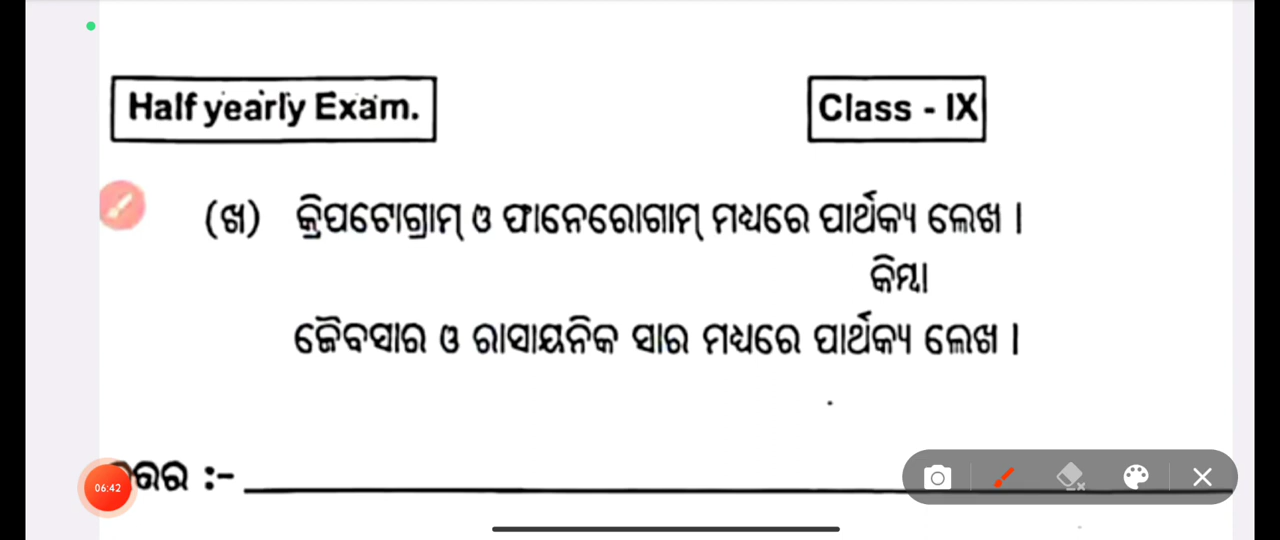 Half yearly Exam.
Class - IX
(ଖ) କ୍ରିପଟୋଗ୍ରାମ୍ ଓ ଫାନେରୋଗାମ୍ ମଧ୍ୟରେ ପାର୍ଥକ୍ୟ ଲେଖ ।
କିମ୍ବା
ଜୈବସାର ଓ ରାସାୟନିକ ସାର ମଧ୍ୟରେ ପାର୍ଥକ୍ୟ ଲେଖ ।
:-
06:42